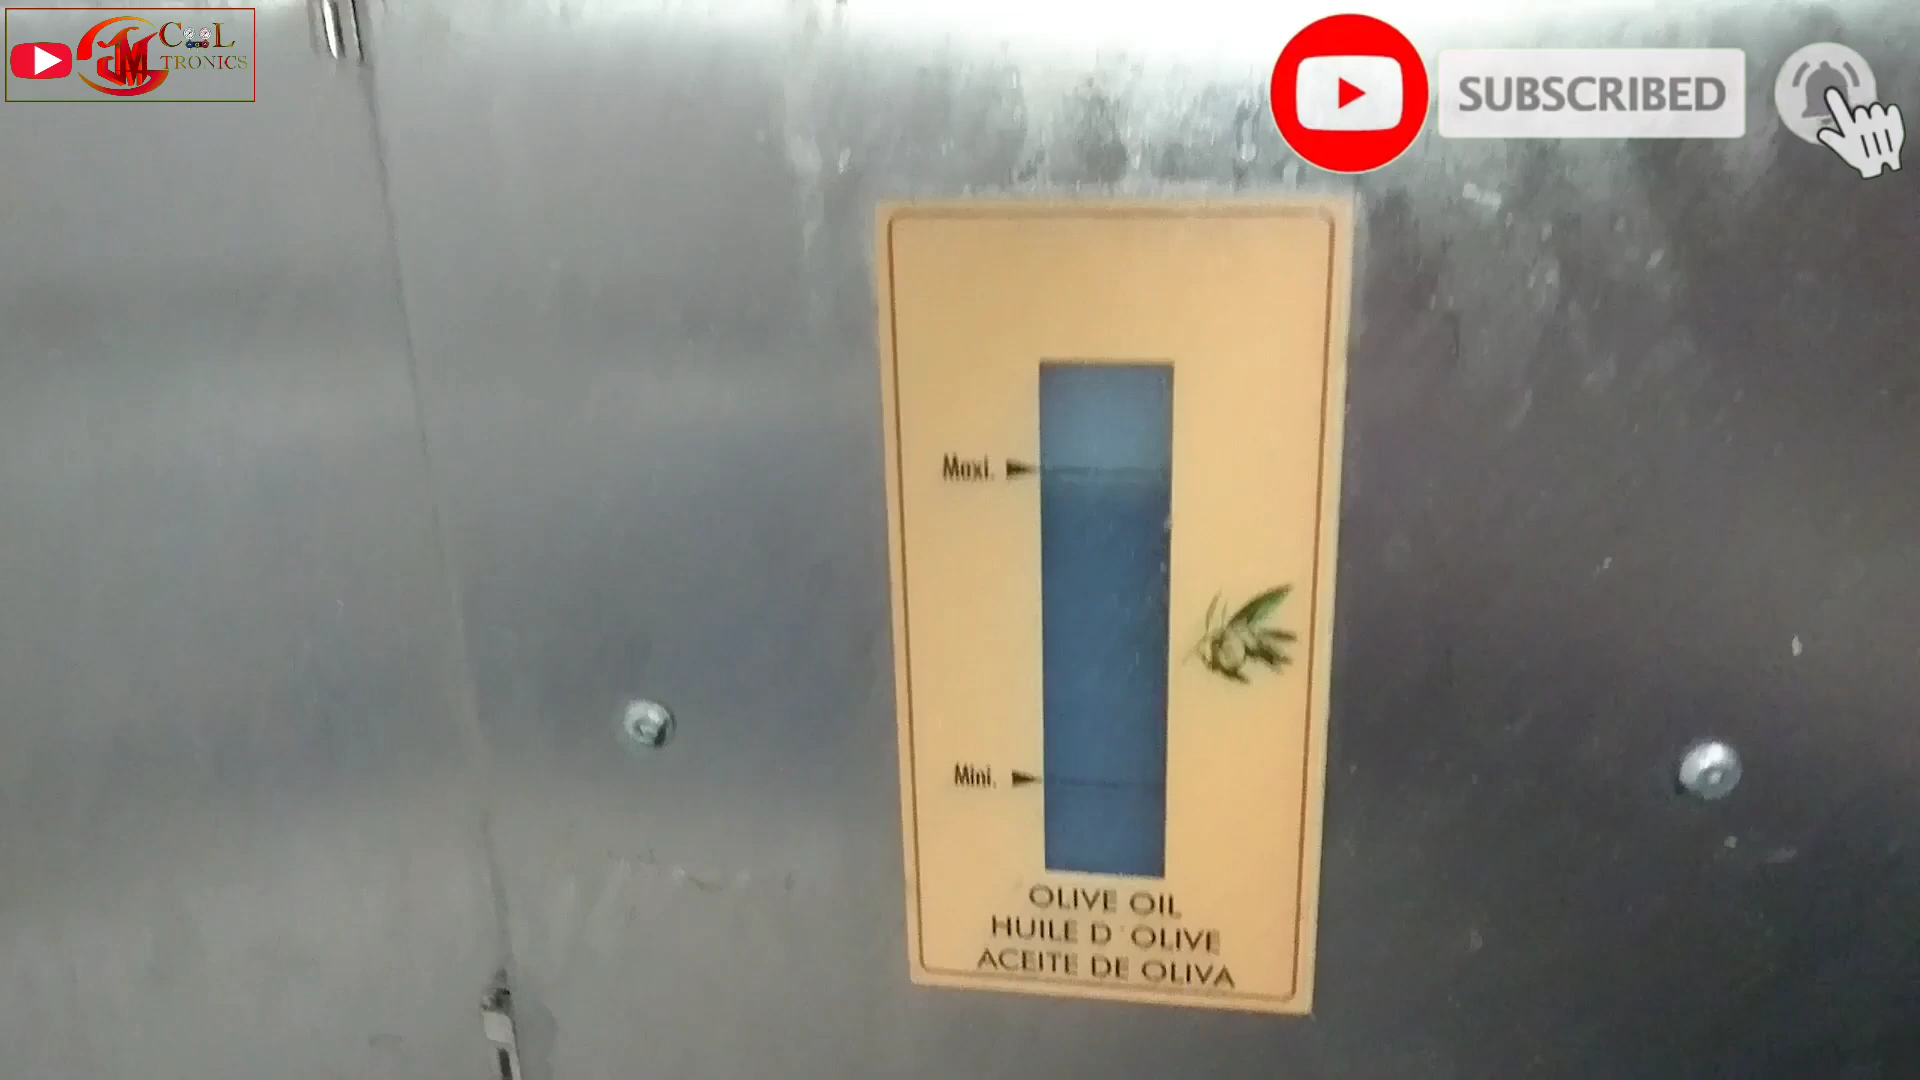 COOL
TRONICS
SUBSCRIBED
Maxi.
Mini.
OLIVE OIL
HUILE D'OLIVE
ACEITE DE OLIVA